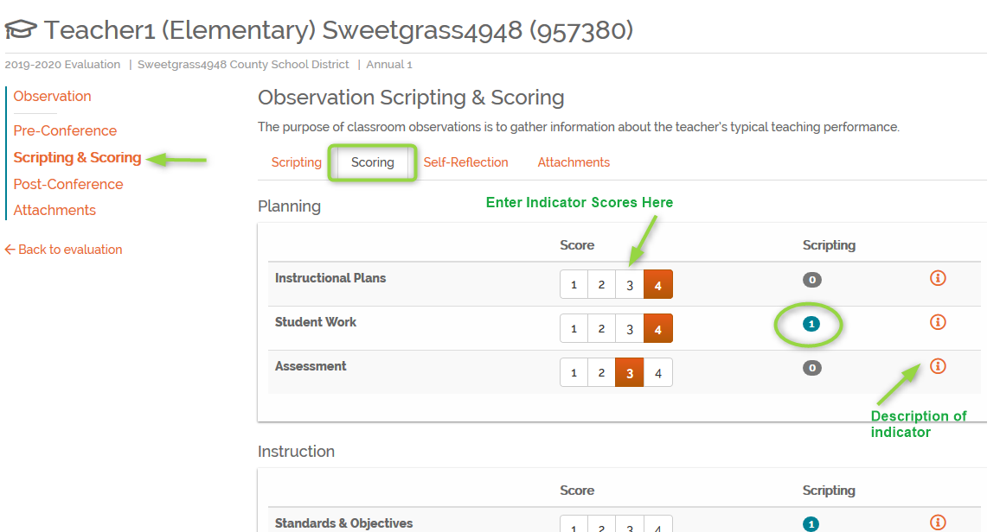 Teacher1 (Elementary) Sweetgrass4948 (957380)
2019-2020 Evaluation | Sweetgrass4948 County School District | Annual 1
Observation
Pre-Conference
Scripting & Scoring
Post-Conference
Attachments
Back to evaluation
Observation Scripting & Scoring
The purpose of classroom observations is to gather information about the teacher's typical teaching performance.
Scripting Scoring Self-Reflection Attachments
Enter Indicator Scores Here
Planning
Score Scripting
Instructional Plans 1 2 3 4 0
Student Work 1 2 3 4 1
Assessment 1 2 3 4 0
Description of
indicator
Instruction
Score Scripting
Standards & Objectives 1 2 3 4 1